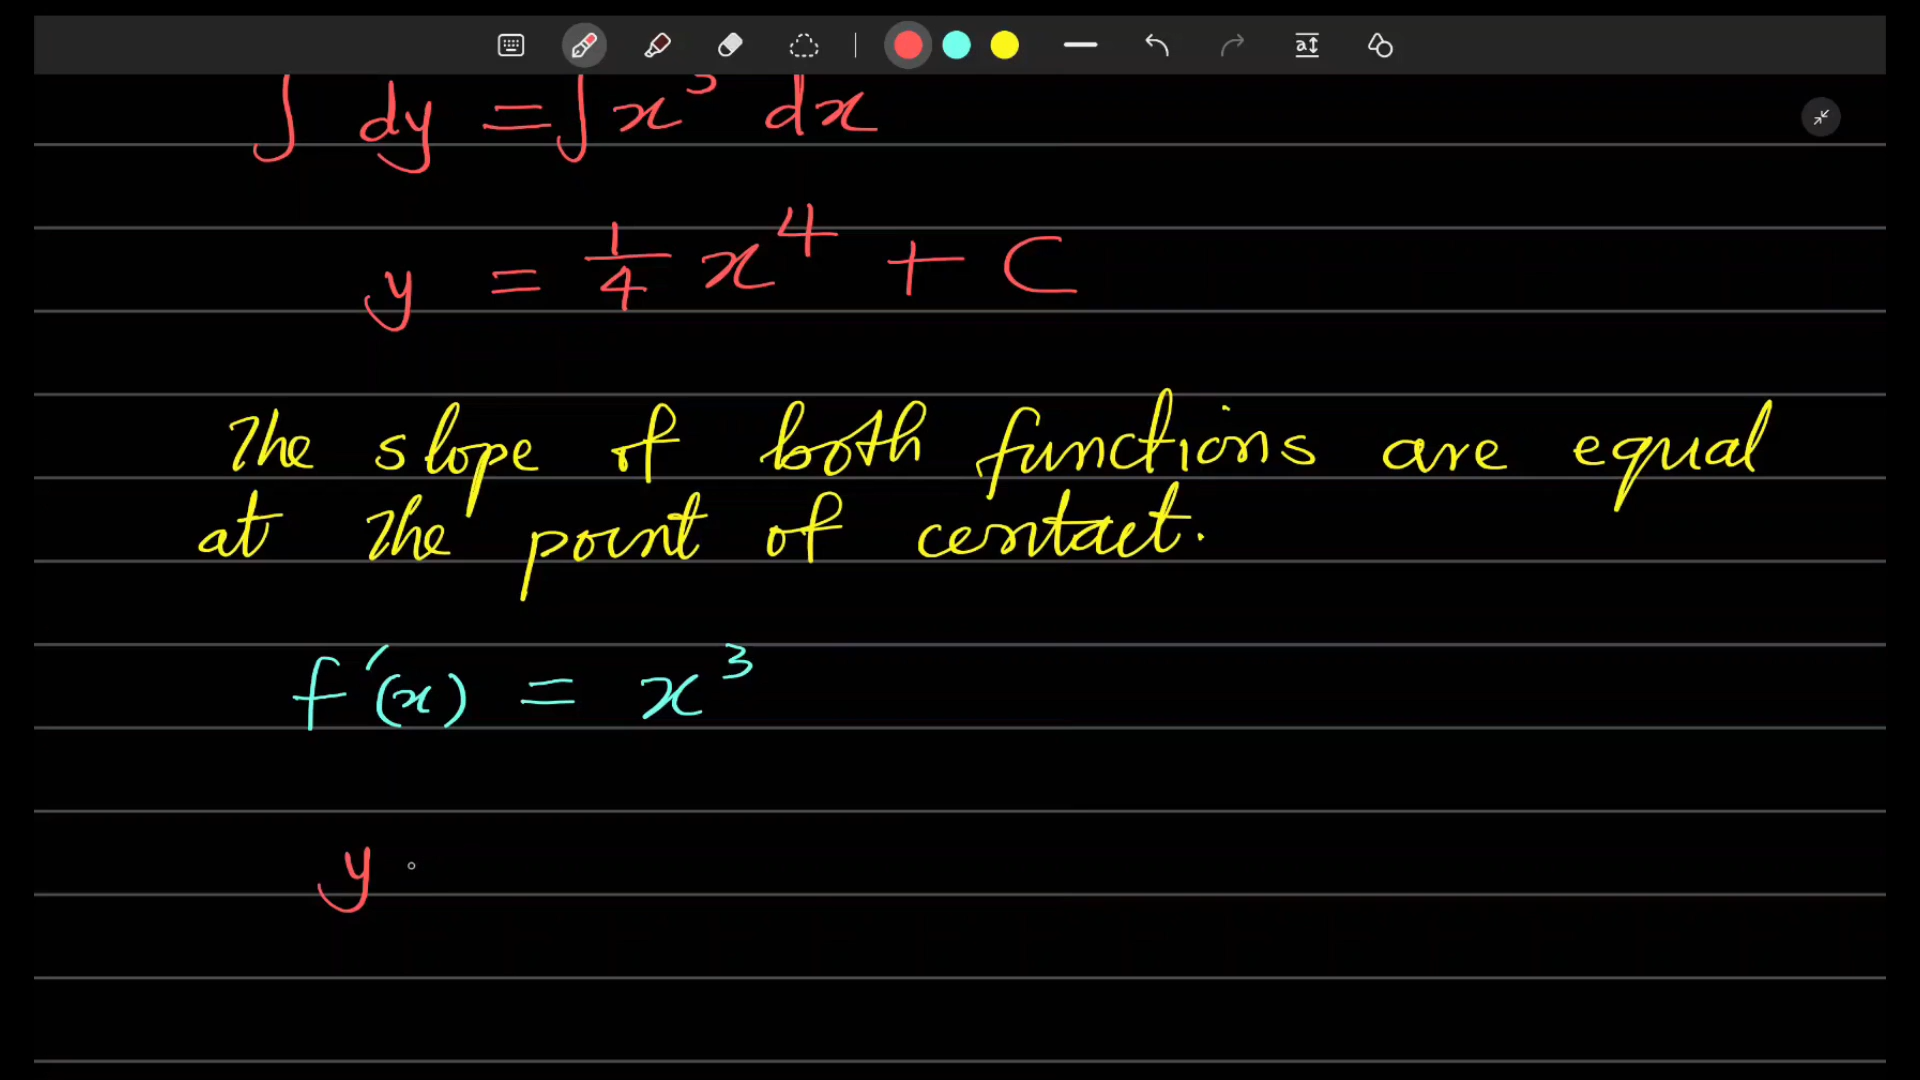 ∫ dy = ∫ x³ dx
y = 1/4 x⁴ + C
The slope of both functions are equal
at the point of contact.
f'(x) = x³
y